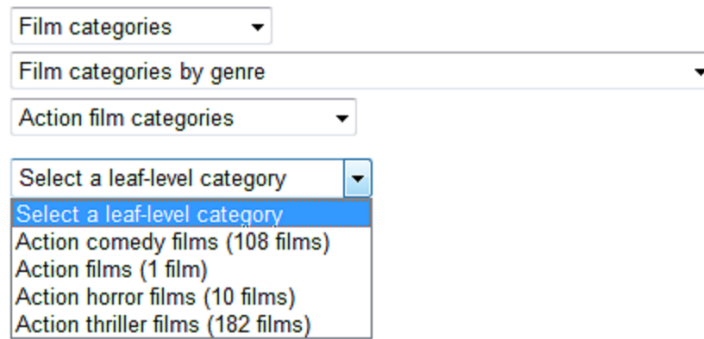 Film categories
Film categories by genre
Action film categories
Select a leaf-level category
Select a leaf-level category
Action comedy films (108 films)
Action films (1 film)
Action horror films (10 films)
Action thriller films (182 films)